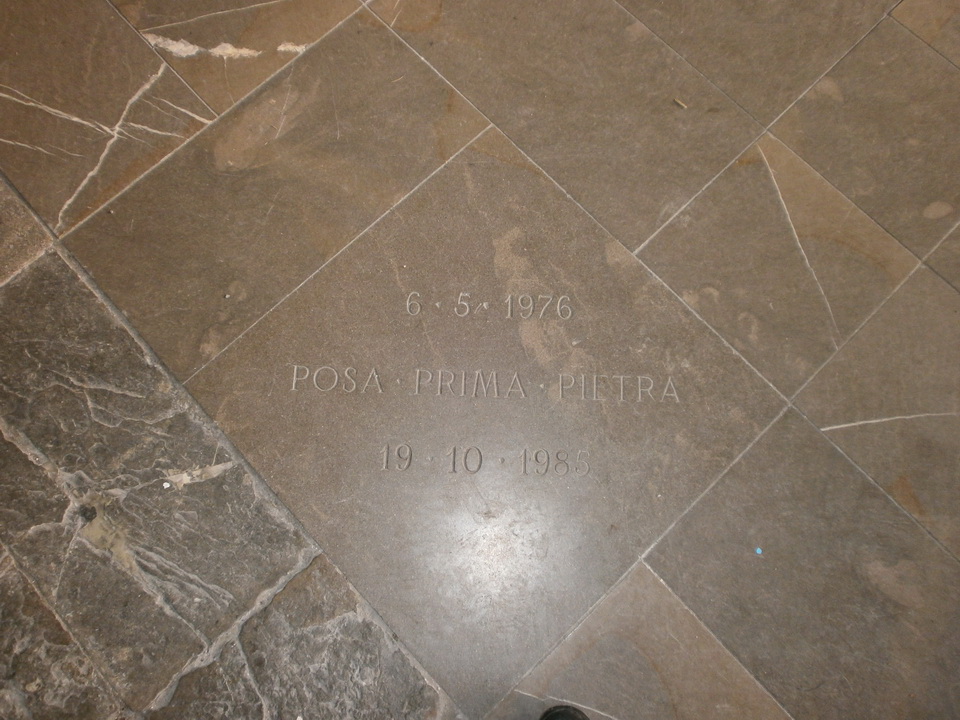 6 · 5 · 1976
POSA · PRIMA · PIETRA
19 · 10 · 1985